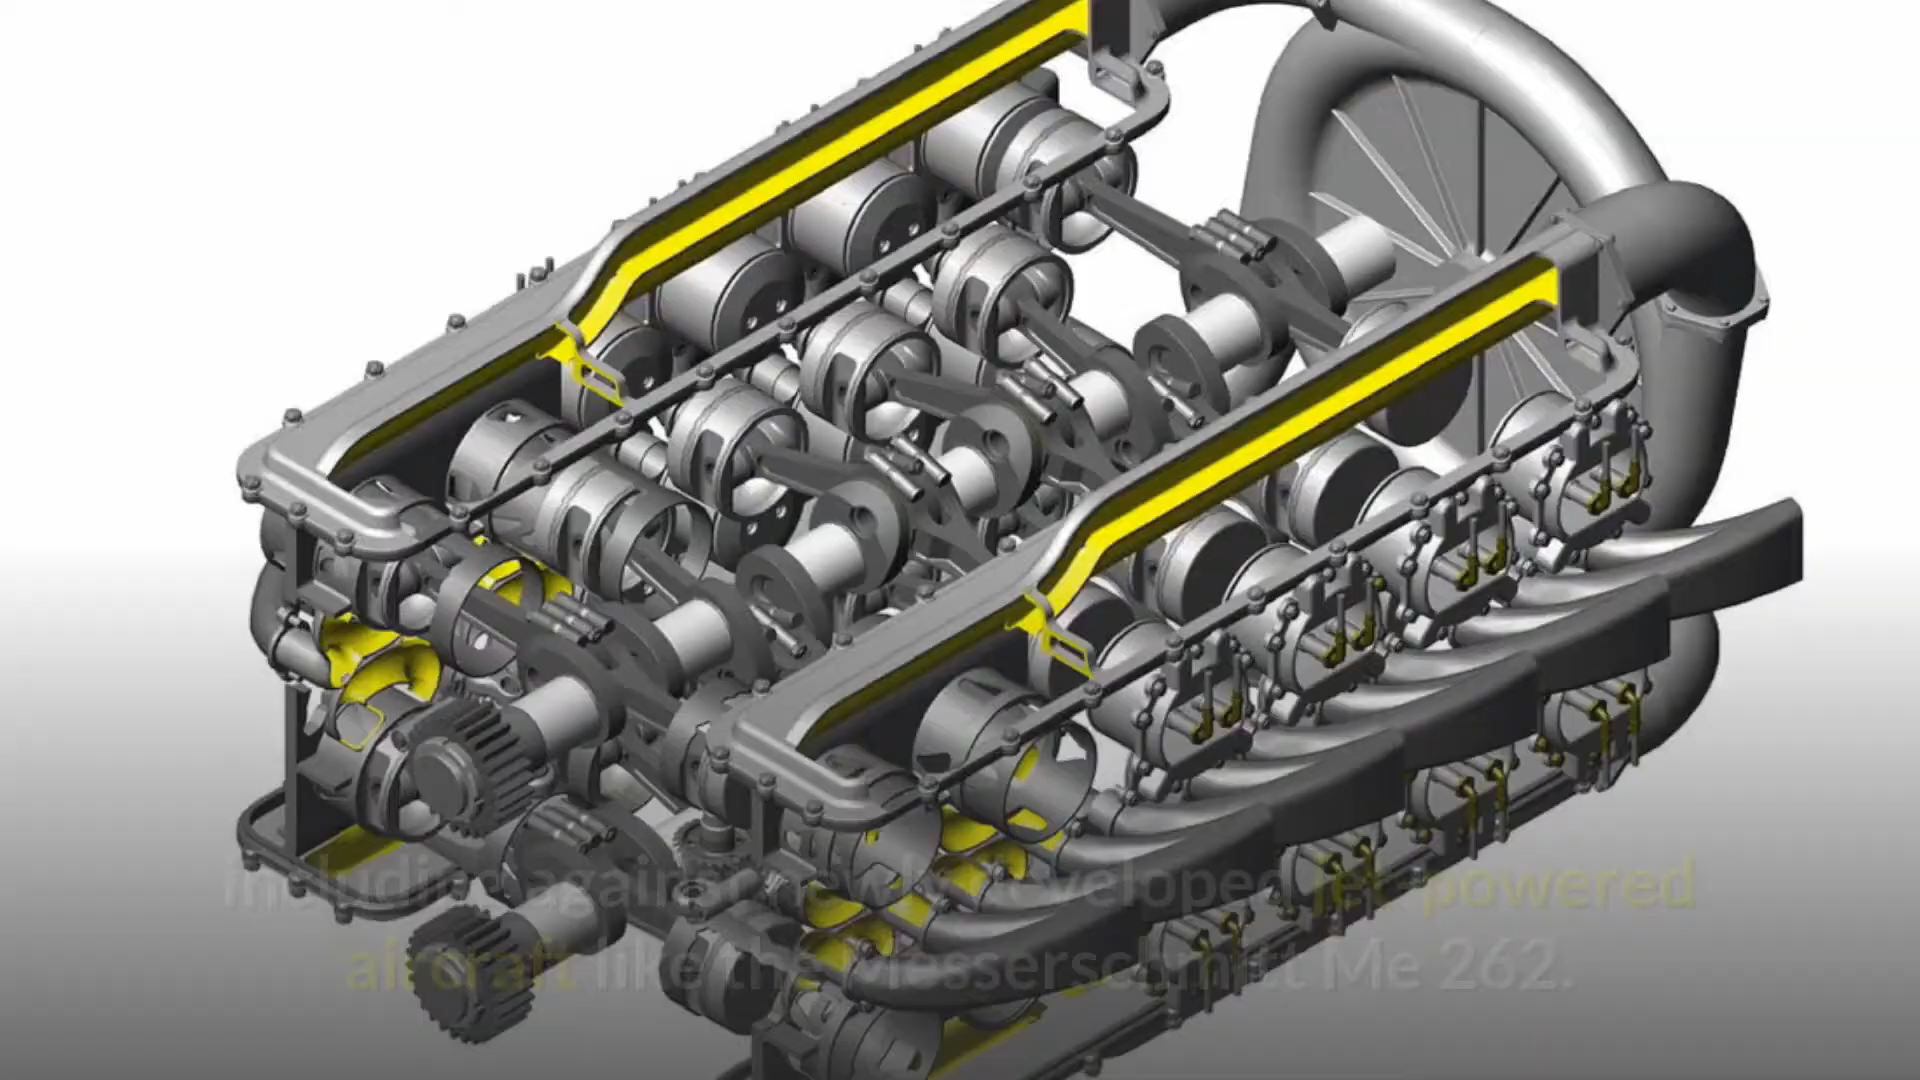 including against newly developed jet-powered
aircraft like the Messerschmitt Me 262.